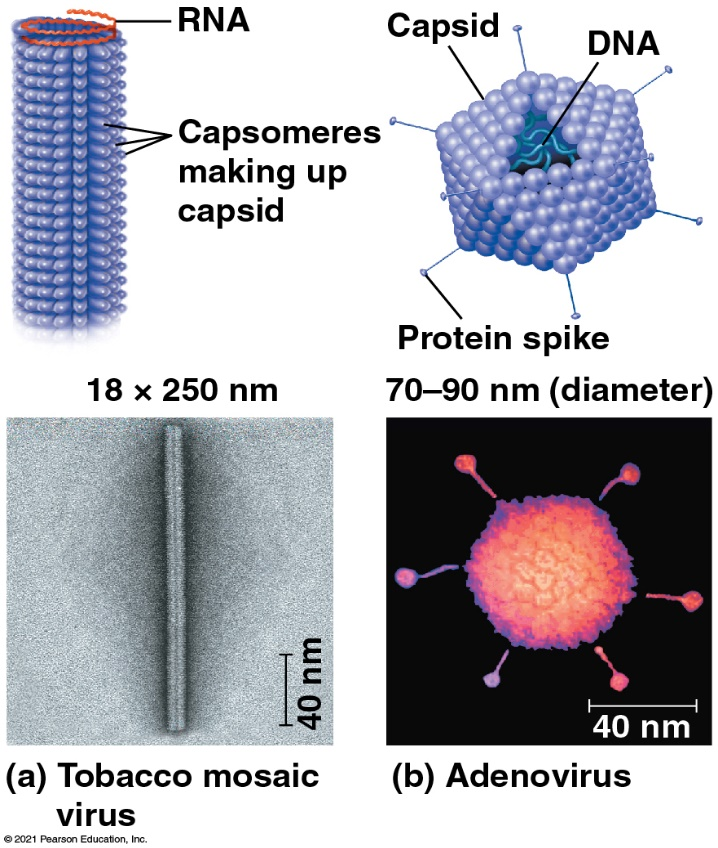 RNA
Capsomeres
making up
capsid
Capsid
DNA
Protein spike
18 × 250 nm
70–90 nm (diameter)
40 nm
40 nm
(a) Tobacco mosaic
virus
(b) Adenovirus
© 2021 Pearson Education, Inc.